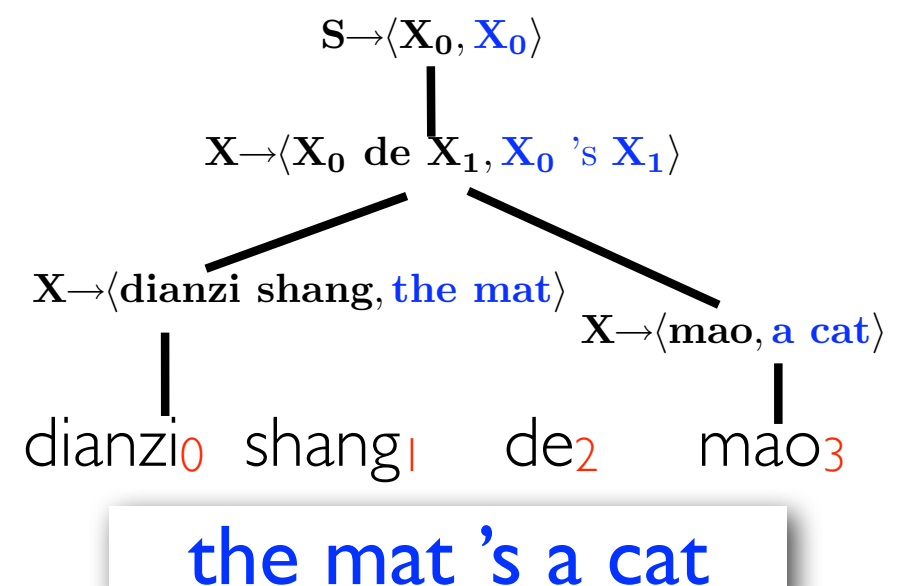 S→⟨X₀, X₀⟩
X→⟨X₀ de X₁, X₀ 's X₁⟩
X→⟨dianzi shang, the mat⟩
X→⟨mao, a cat⟩
dianzi₀ shang₁ de₂ mao₃
the mat 's a cat